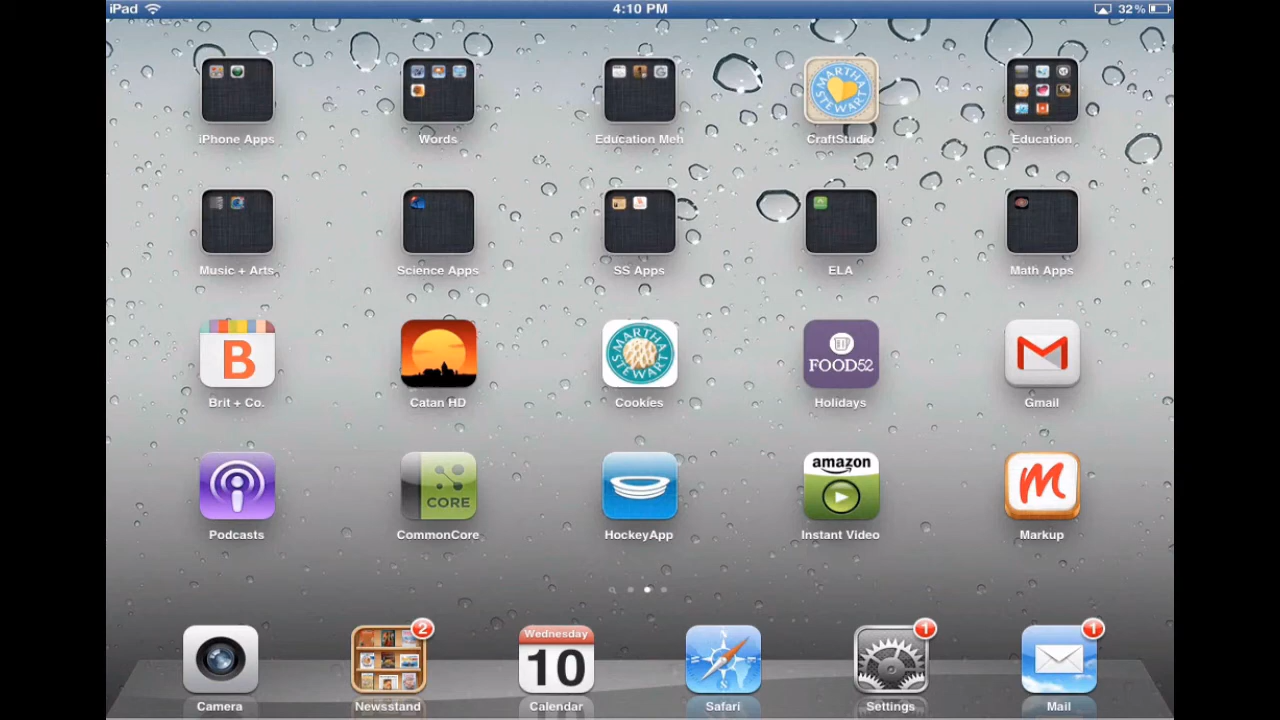 iPad 4:10 PM 32%
MARTHA STEWART
iPhone Apps Words Education Meh CraftStudio Education
Music + Arts Science Apps SS Apps ELA Math Apps
B MARTHA STEWART FOOD52 M
Brit + Co. Catan HD Cookies Holidays Gmail
CORE amazon m
Podcasts CommonCore HockeyApp Instant Video Markup
2 Wednesday 1 1
10
Camera Newsstand Calendar Safari Settings Mail